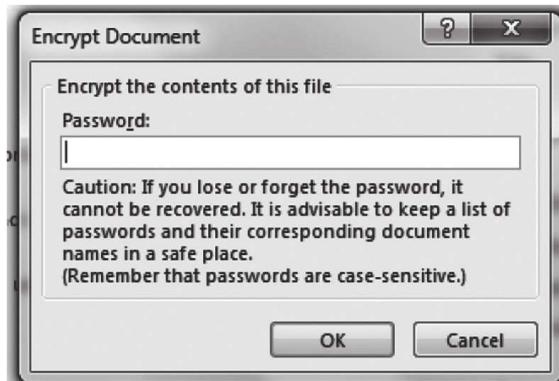 Encrypt Document
?
X
Encrypt the contents of this file
Password:
Caution: If you lose or forget the password, it
cannot be recovered. It is advisable to keep a list of
passwords and their corresponding document
names in a safe place.
(Remember that passwords are case-sensitive.)
OK
Cancel